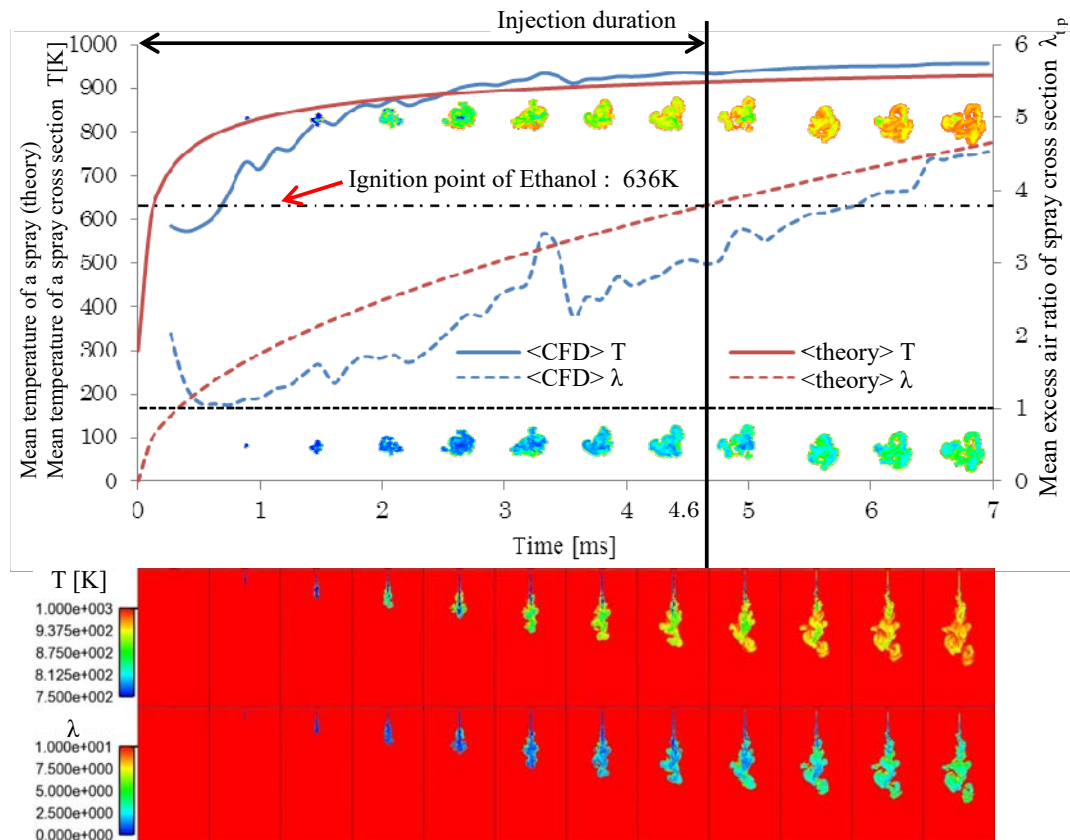 Injection duration
Mean temperature of a spray (theory)
Mean temperature of a spray cross section T[K]
1000
900
800
700
600
500
400
300
200
100
0
Ignition point of Ethanol : 636K
<CFD> T
<CFD> λ
<theory> T
<theory> λ
6
5
4
3
2
1
0
Mean excess air ratio of spray cross section λtp
0 1 2 3 4 4.6 5 6 7
Time [ms]
T [K]
1.000e+003
9.375e+002
8.750e+002
8.125e+002
7.500e+002
λ
1.000e+001
7.500e+000
5.000e+000
2.500e+000
0.000e+000